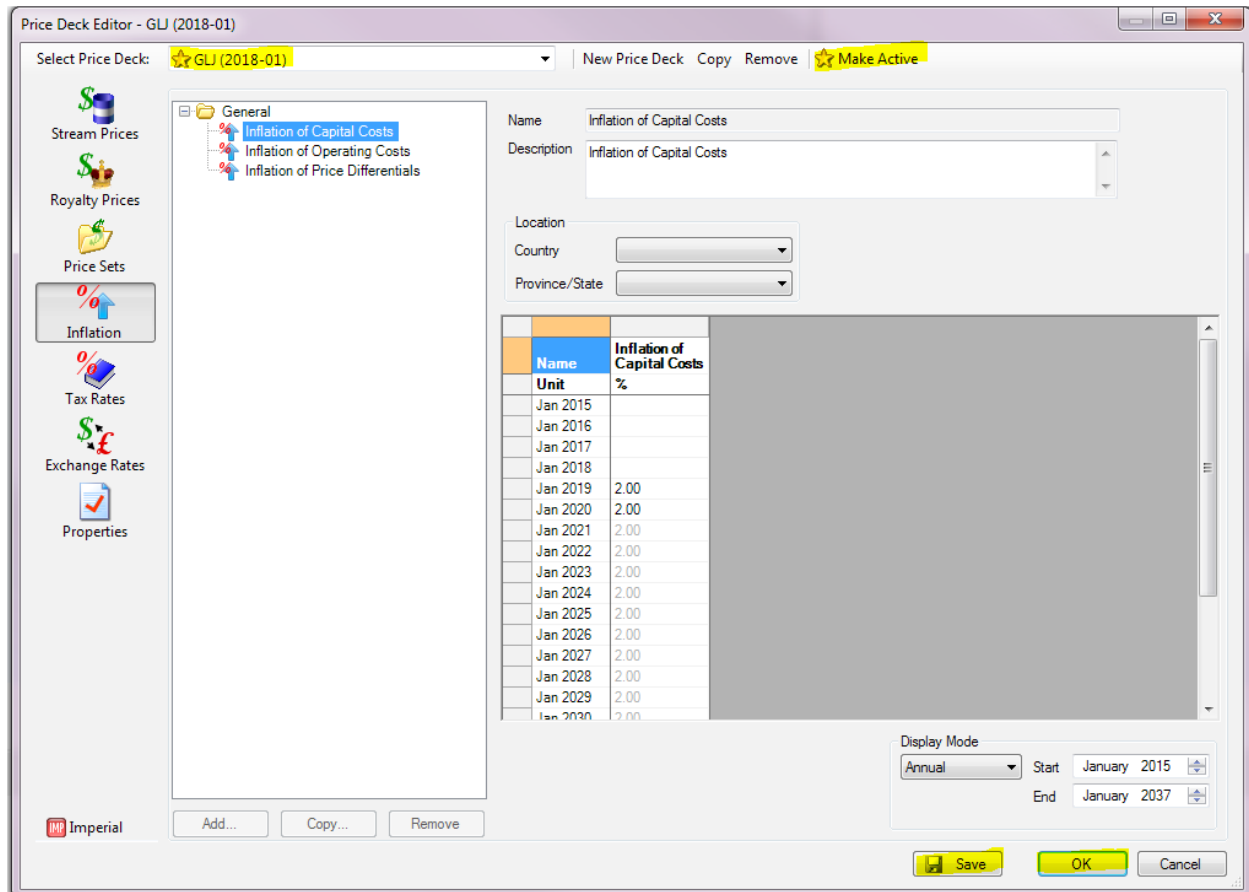 Price Deck Editor - GLJ (2018-01)
Select Price Deck: GLJ (2018-01) New Price Deck Copy Remove Make Active
Stream Prices
Royalty Prices
Price Sets
Inflation
Tax Rates
Exchange Rates
Properties
IMP Imperial
General
Inflation of Capital Costs
Inflation of Operating Costs
Inflation of Price Differentials
Add... Copy... Remove
Name Inflation of Capital Costs
Description Inflation of Capital Costs
Location
Country
Province/State
Name Inflation of Capital Costs
Unit %
Jan 2015
Jan 2016
Jan 2017
Jan 2018
Jan 2019 2.00
Jan 2020 2.00
Jan 2021 2.00
Jan 2022 2.00
Jan 2023 2.00
Jan 2024 2.00
Jan 2025 2.00
Jan 2026 2.00
Jan 2027 2.00
Jan 2028 2.00
Jan 2029 2.00
Jan 2030 2.00
Display Mode
Annual Start January 2015
End January 2037
Save OK Cancel